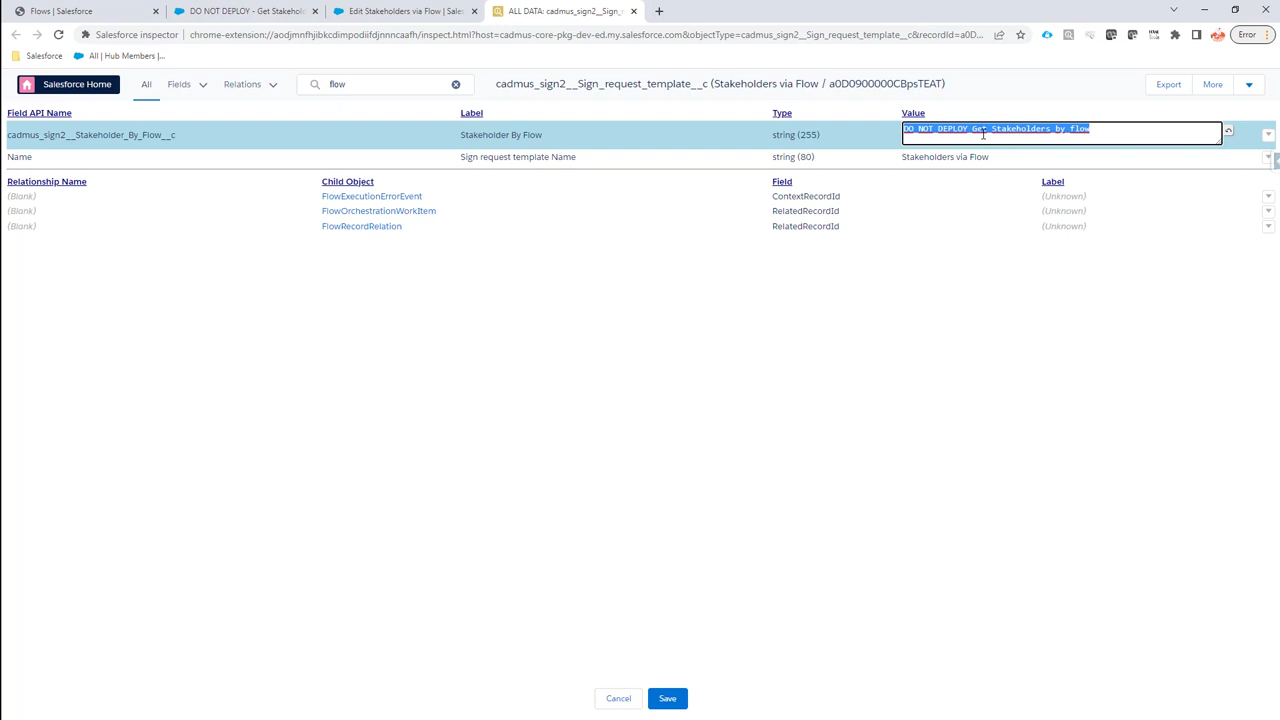 Flows | Salesforce
DO NOT DEPLOY - Get Stakehol
Edit Stakeholders via Flow | Sales
ALL DATA: cadmus_sign2__Sign_r
Salesforce inspector
chrome-extension://aodjmnfhjibkcdimpodiifdjnnncaafh/inspect.html?host=cadmus-core-pkg-dev-ed.my.salesforce.com&objectType=cadmus_sign2__Sign_request_template__c&recordId=a0D...
Error
Salesforce
All | Hub Members |...
Salesforce Home
All
Fields
Relations
flow
cadmus_sign2__Sign_request_template__c (Stakeholders via Flow / a0D0900000CBpsTEAT)
Export
More
Field API Name
Label
Type
Value
cadmus_sign2__Stakeholder_By_Flow__c
Stakeholder By Flow
string (255)
DO NOT DEPLOY Get Stakeholders by flow
Name
Sign request template Name
string (80)
Stakeholders via Flow
Relationship Name
Child Object
Field
Label
(Blank)
FlowExecutionErrorEvent
ContextRecordId
(Unknown)
(Blank)
FlowOrchestrationWorkItem
RelatedRecordId
(Unknown)
(Blank)
FlowRecordRelation
RelatedRecordId
(Unknown)
Cancel
Save